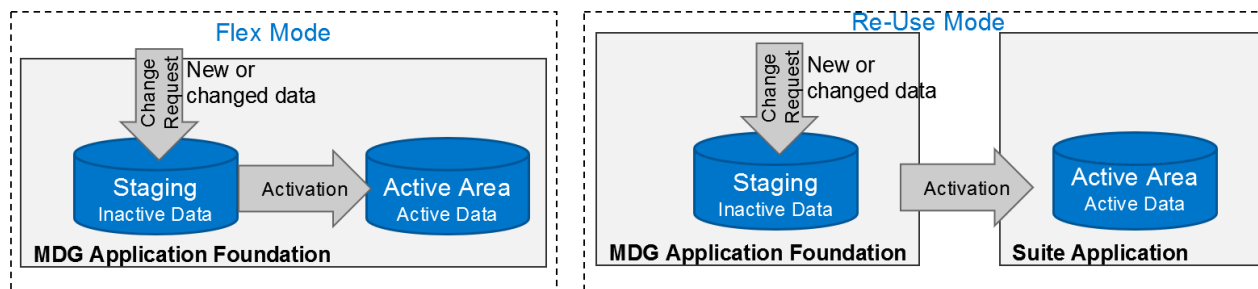 Flex Mode
Change
Request
New or
changed data
Staging
Inactive Data
Activation
Active Area
Active Data
MDG Application Foundation
Re-Use Mode
Change
Request
New or
changed data
Staging
Inactive Data
MDG Application Foundation
Activation
Active Area
Active Data
Suite Application